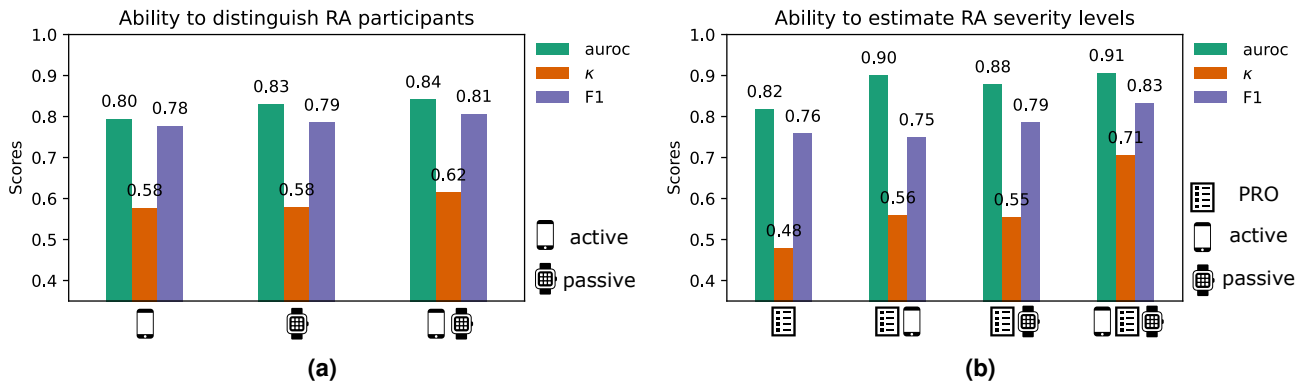 Ability to distinguish RA participants
1.0
0.9
0.8
0.7
0.6
0.5
0.4
Scores
0.80
0.58
0.78
0.83
0.58
0.79
0.84
0.62
0.81
auroc
κ
F1
active
passive
(a)
Ability to estimate RA severity levels
1.0
0.9
0.8
0.7
0.6
0.5
0.4
Scores
0.82
0.48
0.76
0.90
0.56
0.75
0.88
0.55
0.79
0.91
0.71
0.83
auroc
κ
F1
PRO
active
passive
(b)